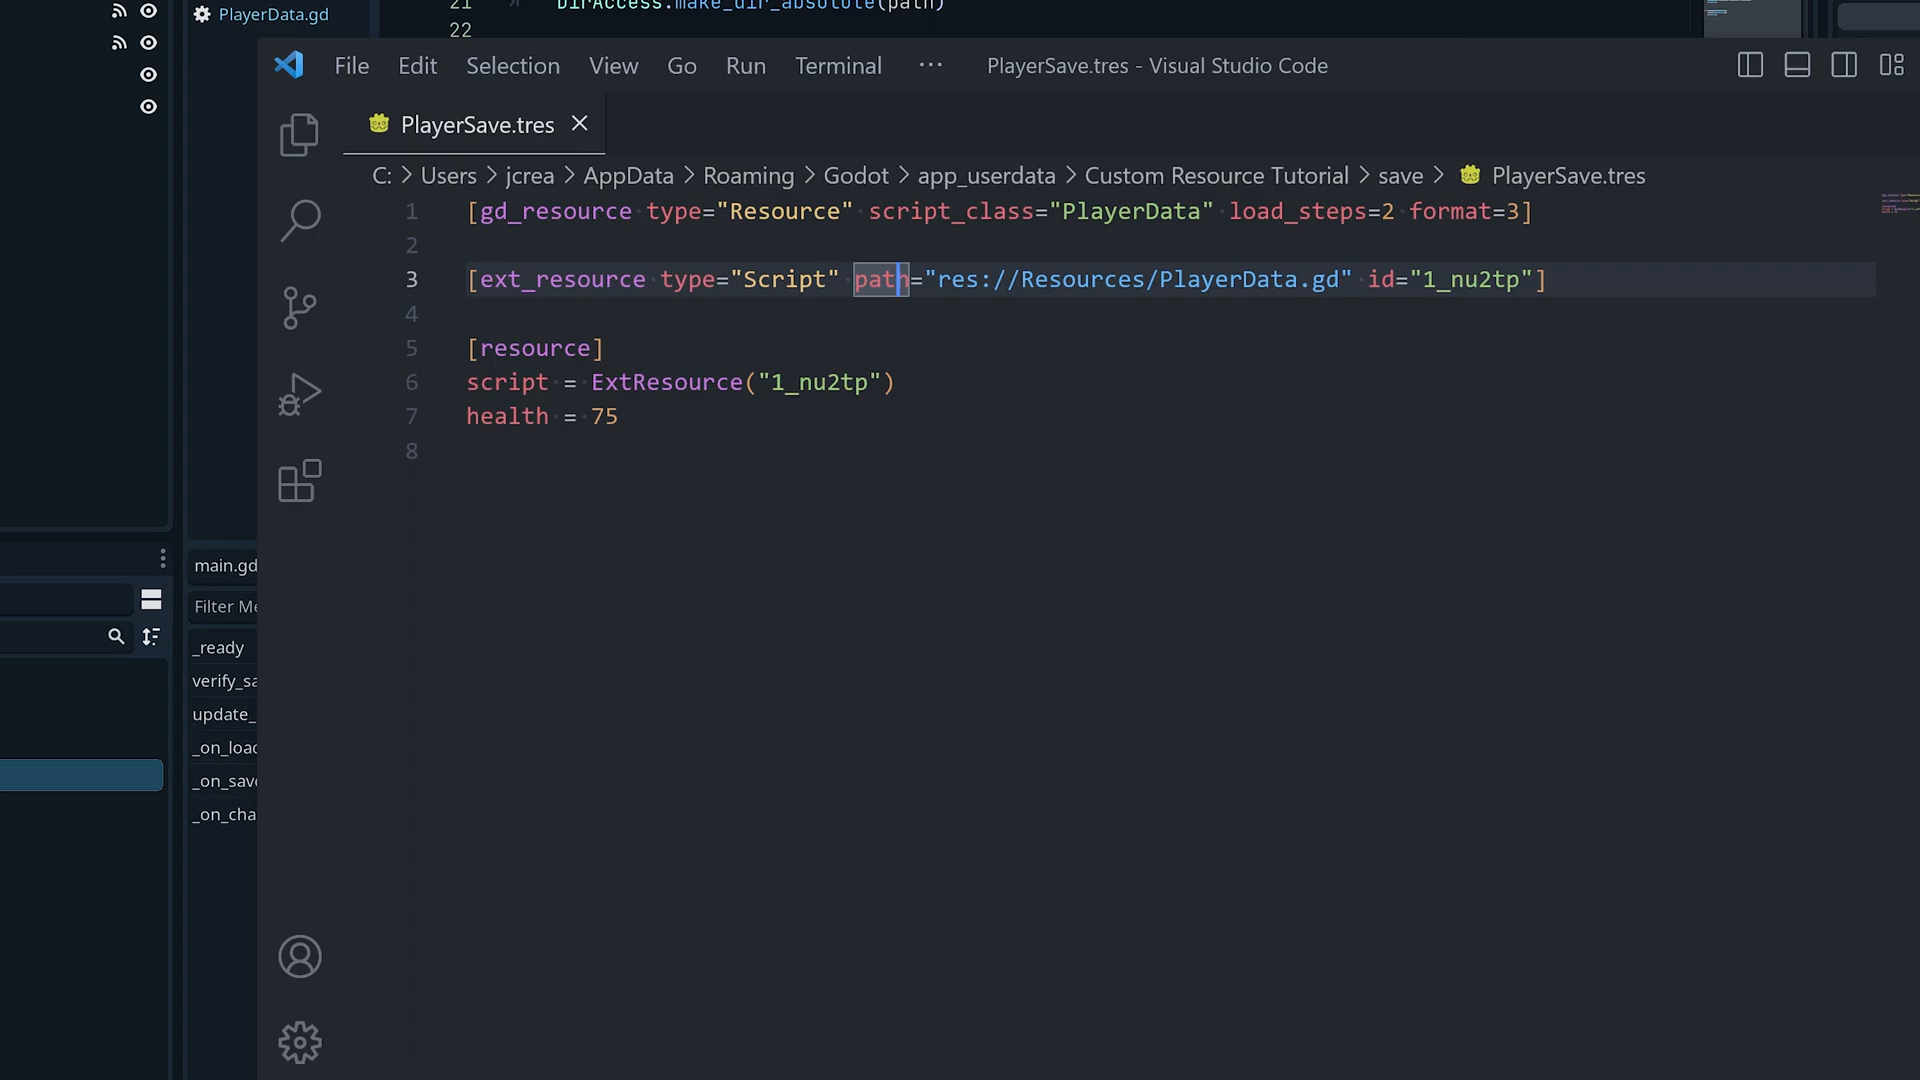 PlayerData.gd
21 DirAccess.make_dir_absolute(path)
22
File Edit Selection View Go Run Terminal ··· PlayerSave.tres - Visual Studio Code
PlayerSave.tres
C: > Users > jcrea > AppData > Roaming > Godot > app_userdata > Custom Resource Tutorial > save > PlayerSave.tres
1 [gd_resource type="Resource" script_class="PlayerData" load_steps=2 format=3]
2
3 [ext_resource type="Script" path="res://Resources/PlayerData.gd" id="1_nu2tp"]
4
5 [resource]
6 script = ExtResource("1_nu2tp")
7 health = 75
8
main.gd
Filter Me
_ready
verify_sa
update_
_on_load
_on_save
_on_cha